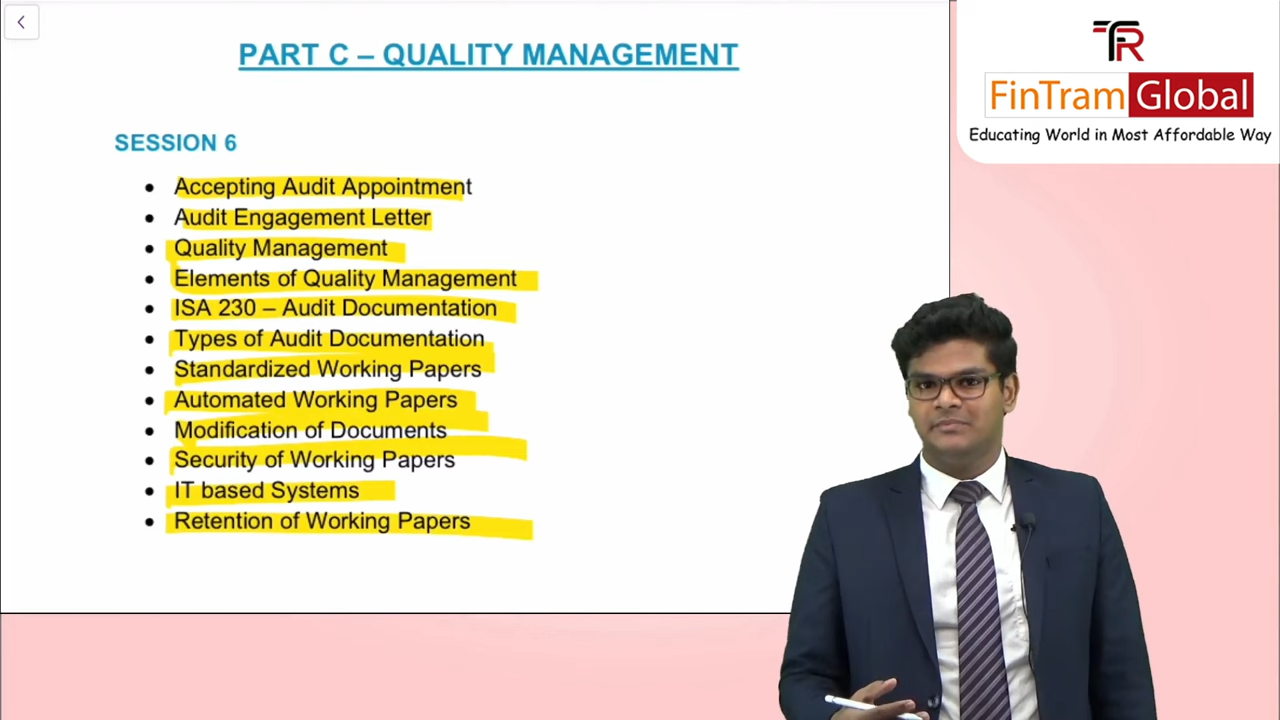 PART C – QUALITY MANAGEMENT
SESSION 6
• Accepting Audit Appointment
• Audit Engagement Letter
• Quality Management
• Elements of Quality Management
• ISA 230 – Audit Documentation
• Types of Audit Documentation
• Standardized Working Papers
• Automated Working Papers
• Modification of Documents
• Security of Working Papers
• IT based Systems
• Retention of Working Papers
FR
FinTram Global
Educating World in Most Affordable Way